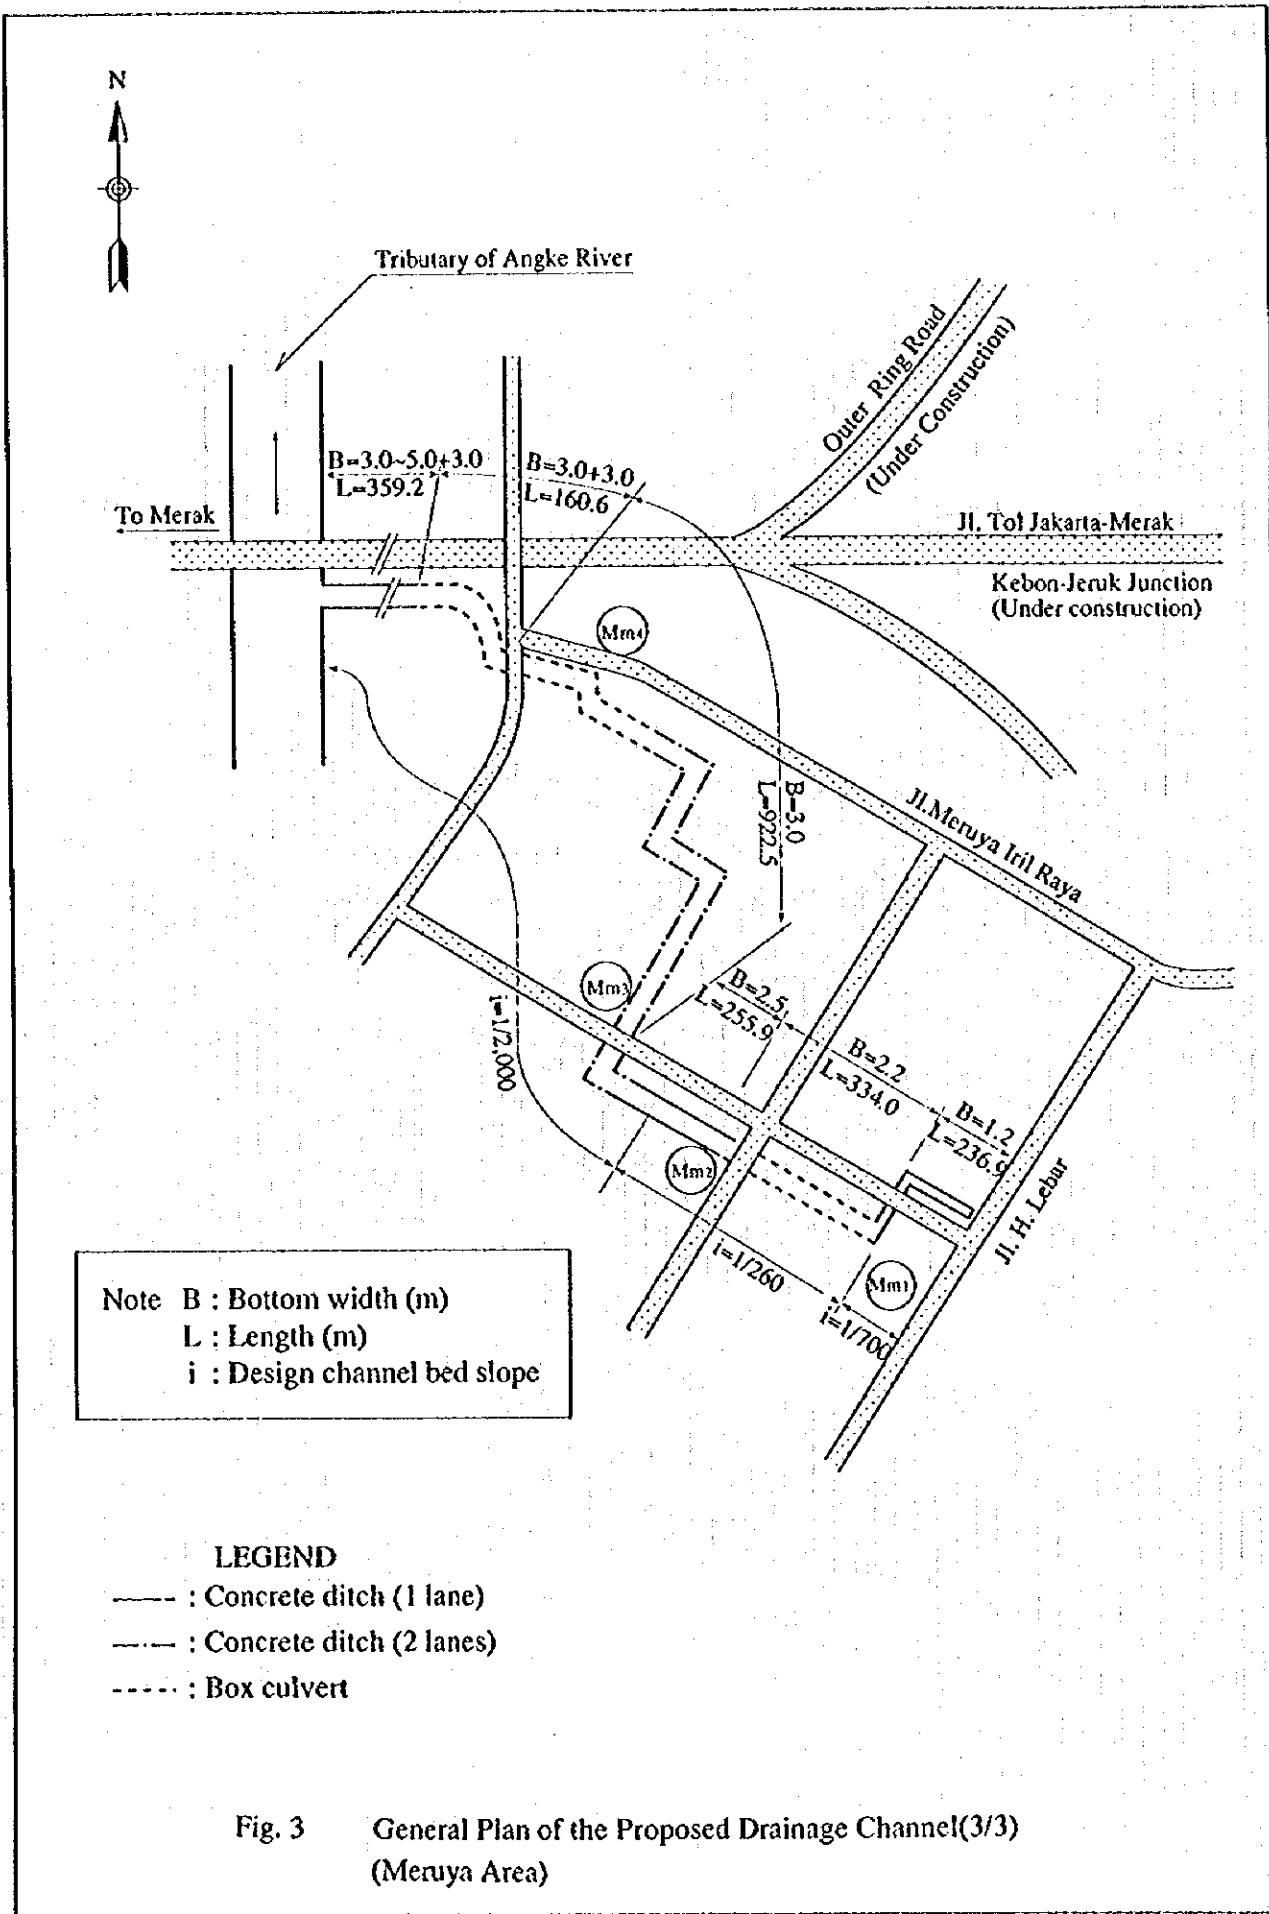 N
Tributary of Angke River
Outer Ring Road
(Under Construction)
B=3.0~5.0+3.0
L=359.2
B=3.0+3.0
L=160.6
To Merak
Jl. Tol Jakarta-Merak
Kebon-Jeruk Junction
(Under construction)
Mm4
B=3.0
L=922.5
Jl.Meruya Iril Raya
Mm3
B=2.5
L=255.9
i=1/2,000
B=2.2
L=334.0
B=1.2
L=236.9
Mm2
Jl. H. Lebar
i=1/260
Mm1
i=1/700
Note B : Bottom width (m)
L : Length (m)
i : Design channel bed slope
LEGEND
: Concrete ditch (1 lane)
: Concrete ditch (2 lanes)
: Box culvert
Fig. 3 General Plan of the Proposed Drainage Channel(3/3)
(Meruya Area)